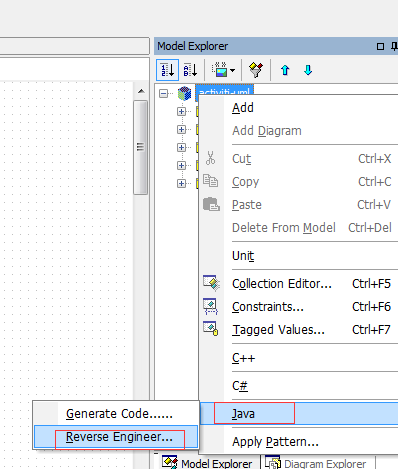 Model Explorer
activiti-uml
Add
Add Diagram
Cut Ctrl+X
Copy Ctrl+C
Paste Ctrl+V
Delete From Model Ctrl+Del
Unit
Collection Editor... Ctrl+F5
Constraints... Ctrl+F6
Tagged Values... Ctrl+F7
C++
C#
Java
Generate Code......
Reverse Engineer...
Apply Pattern...
Model Explorer Diagram Explorer